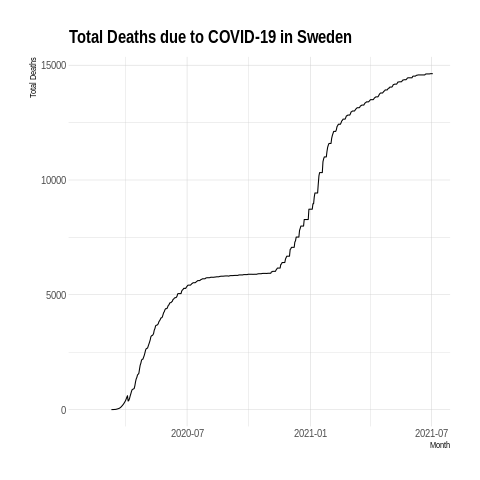 Total Deaths due to COVID-19 in Sweden
Total Deaths
15000
10000
5000
0
2020-07
2021-01
2021-07
Month